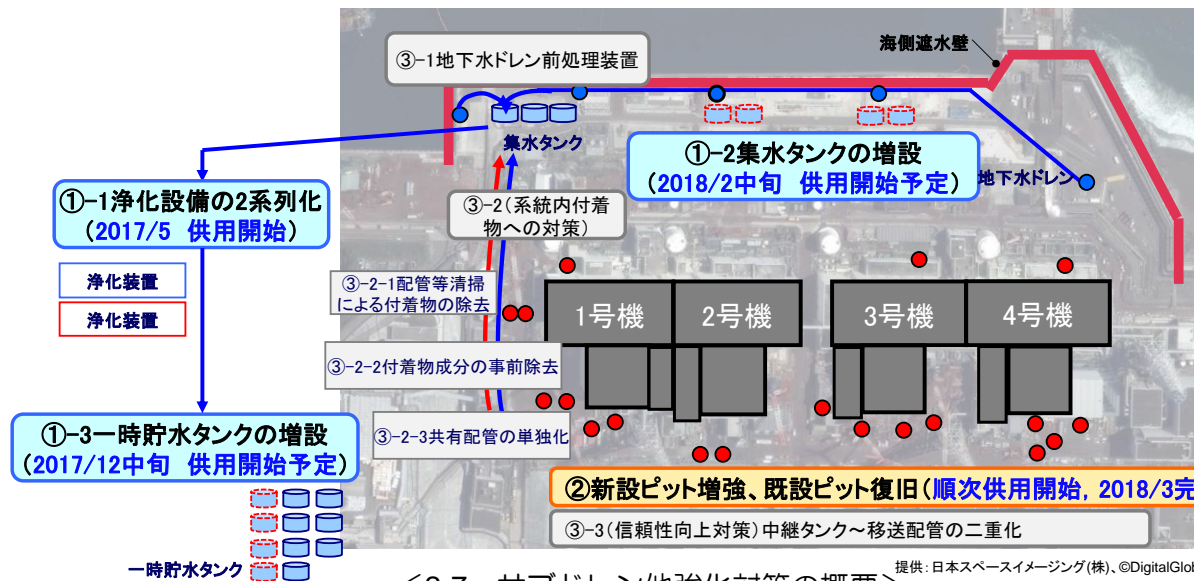 ③-1地下水ドレン前処理装置
海側遮水壁
集水タンク
①-2集水タンクの増設
(2018/2中旬 供用開始予定)
地下水ドレン
①-1浄化設備の2系列化
(2017/5 供用開始)
③-2(系統内付着
物への対策)
浄化装置
浄化装置
③-2-1配管等清掃
による付着物の除去
1号機
2号機
3号機
4号機
③-2-2付着物成分の事前除去
①-3一時貯水タンクの増設
(2017/12中旬 供用開始予定)
③-2-3共有配管の単独化
②新設ピット増強、既設ピット復旧(順次供用開始, 2018/3完
③-3(信頼性向上対策)中継タンク～移送配管の二重化
一時貯水タンク
提供:日本スペースイメージング(株)、©DigitalGlo